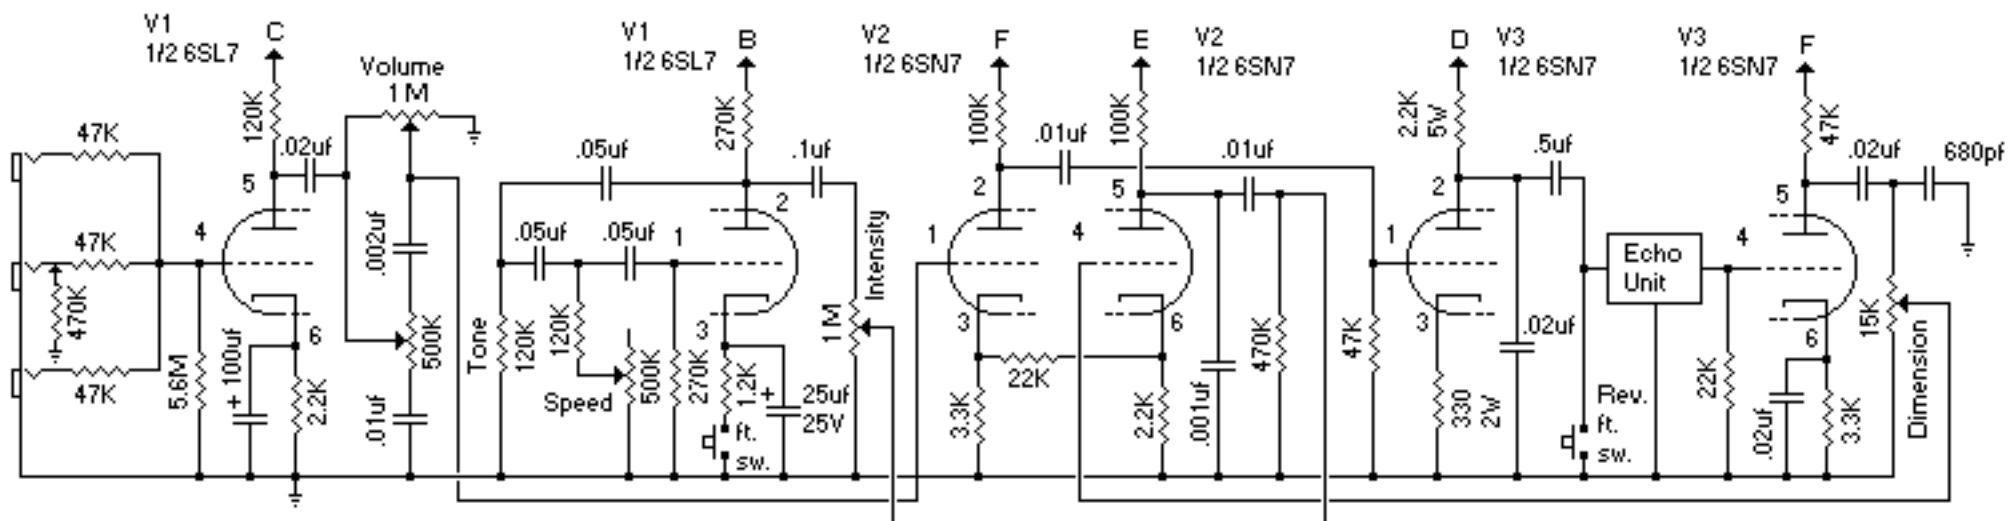 V1
1/2 6SL7
C
Volume
1 M
120K
47K
.02uf
5
4
47K
470K
47K
5.6M
+
100uf
6
2.2K
.002uf
500K
.01uf
V1
1/2 6SL7
B
270K
.05uf
.1uf
2
.05uf
.05uf
1
3
Tone
120K
120K
Speed
500K
270K
1.2K
+
25uf
25V
ft.
sw.
Intensity
1 M
V2
1/2 6SN7
F
100K
.01uf
2
1
3
3.3K
22K
E
V2
1/2 6SN7
100K
.01uf
5
4
6
2.2K
.001uf
470K
47K
D
V3
1/2 6SN7
2.2K
5W
.5uf
2
1
3
330
2W
.02uf
Rev.
ft.
sw.
Echo
Unit
V3
1/2 6SN7
F
47K
.02uf
680pf
5
4
6
22K
.02uf
3.3K
15K
Dimension